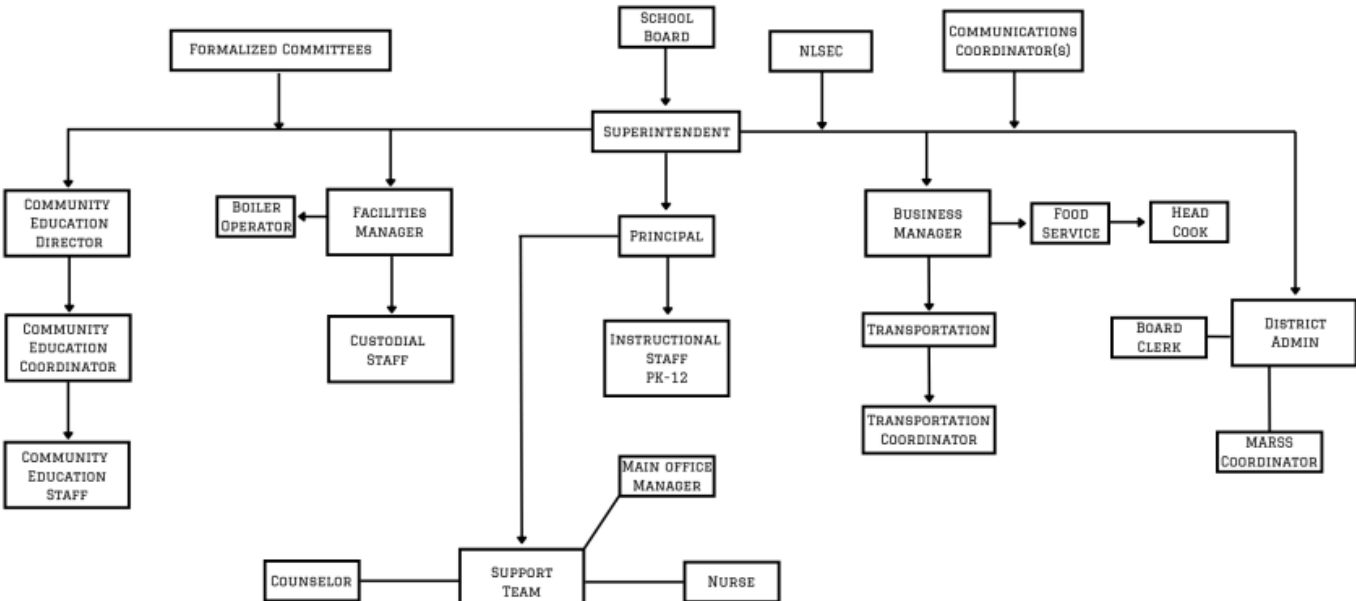 School
Board
Communications
Coordinator(s)
Formalized Committees
NLSEC
Superintendent
Community
Education
Director
Boiler
Operator
Facilities
Manager
Principal
Business
Manager
Food
Service
Head
Cook
Community
Education
Coordinator
Custodial
Staff
Instructional
Staff
PK-12
Transportation
Board
Clerk
District
Admin
Transportation
Coordinator
MARSS
Coordinator
Community
Education
Staff
Main office
Manager
Counselor
Support
Team
Nurse